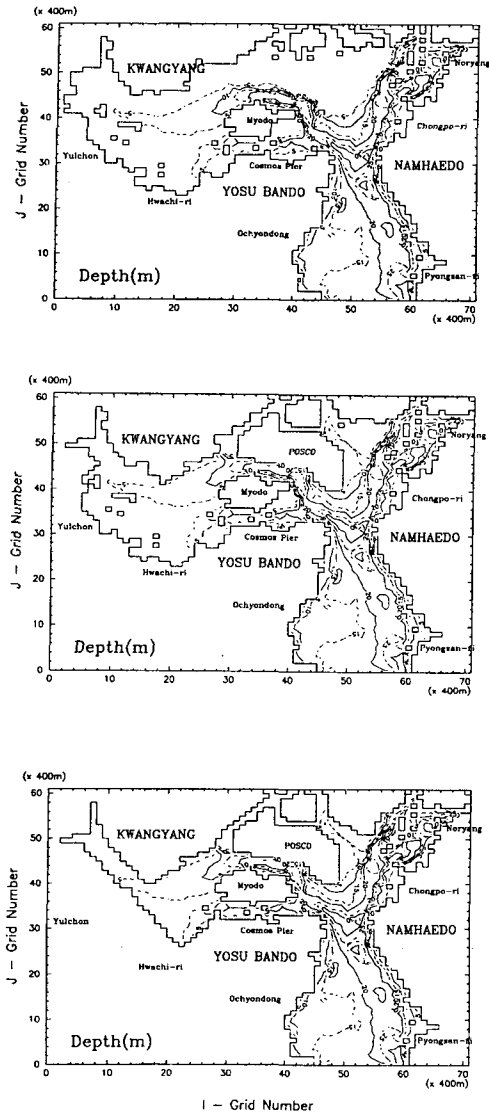 (x 400m)
60
50
40
30
20
10
0
J - Grid Number
KWANGYANG
Noryang
Myodo
Chongpo-ri
Yulchon
Cosmos Pier
NAMHAEDO
Hwachi-ri
YOSU BANDO
Ochyondong
Depth(m)
Pyongsan-ri
0 10 20 30 40 50 60 70
(x 400m)
(x 400m)
60
50
40
30
20
10
0
J - Grid Number
KWANGYANG
POSCO
Noryang
Myodo
Chongpo-ri
Yulchon
Cosmos Pier
NAMHAEDO
Hwachi-ri
YOSU BANDO
Ochyondong
Depth(m)
Pyongsan-ri
0 10 20 30 40 50 60 70
(x 400m)
(x 400m)
60
50
40
30
20
10
0
J - Grid Number
KWANGYANG
POSCO
Noryang
Myodo
Chongpo-ri
Yulchon
Cosmos Pier
NAMHAEDO
Hwachi-ri
YOSU BANDO
Ochyondong
Depth(m)
Pyongsan-ri
0 10 20 30 40 50 60 70
(x 400m)
I - Grid Number